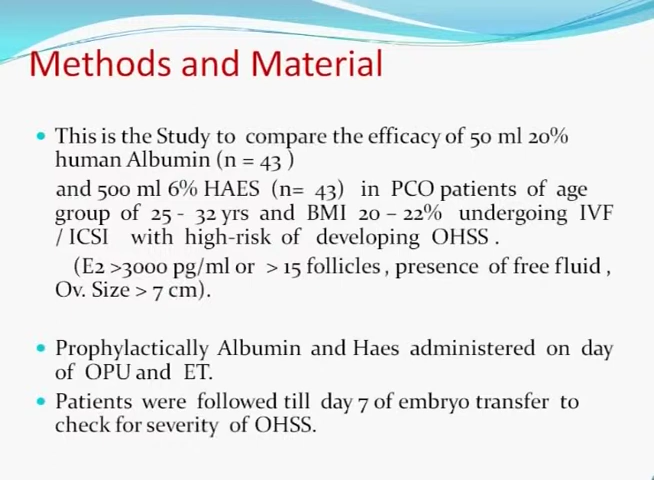 Methods and Material
• This is the Study to compare the efficacy of 50 ml 20%
human Albumin (n = 43 )
and 500 ml 6% HAES (n= 43) in PCO patients of age
group of 25 - 32 yrs and BMI 20 – 22% undergoing IVF
/ ICSI with high-risk of developing OHSS .
(E2 >3000 pg/ml or > 15 follicles , presence of free fluid ,
Ov. Size > 7 cm).
• Prophylactically Albumin and Haes administered on day
of OPU and ET.
• Patients were followed till day 7 of embryo transfer to
check for severity of OHSS.